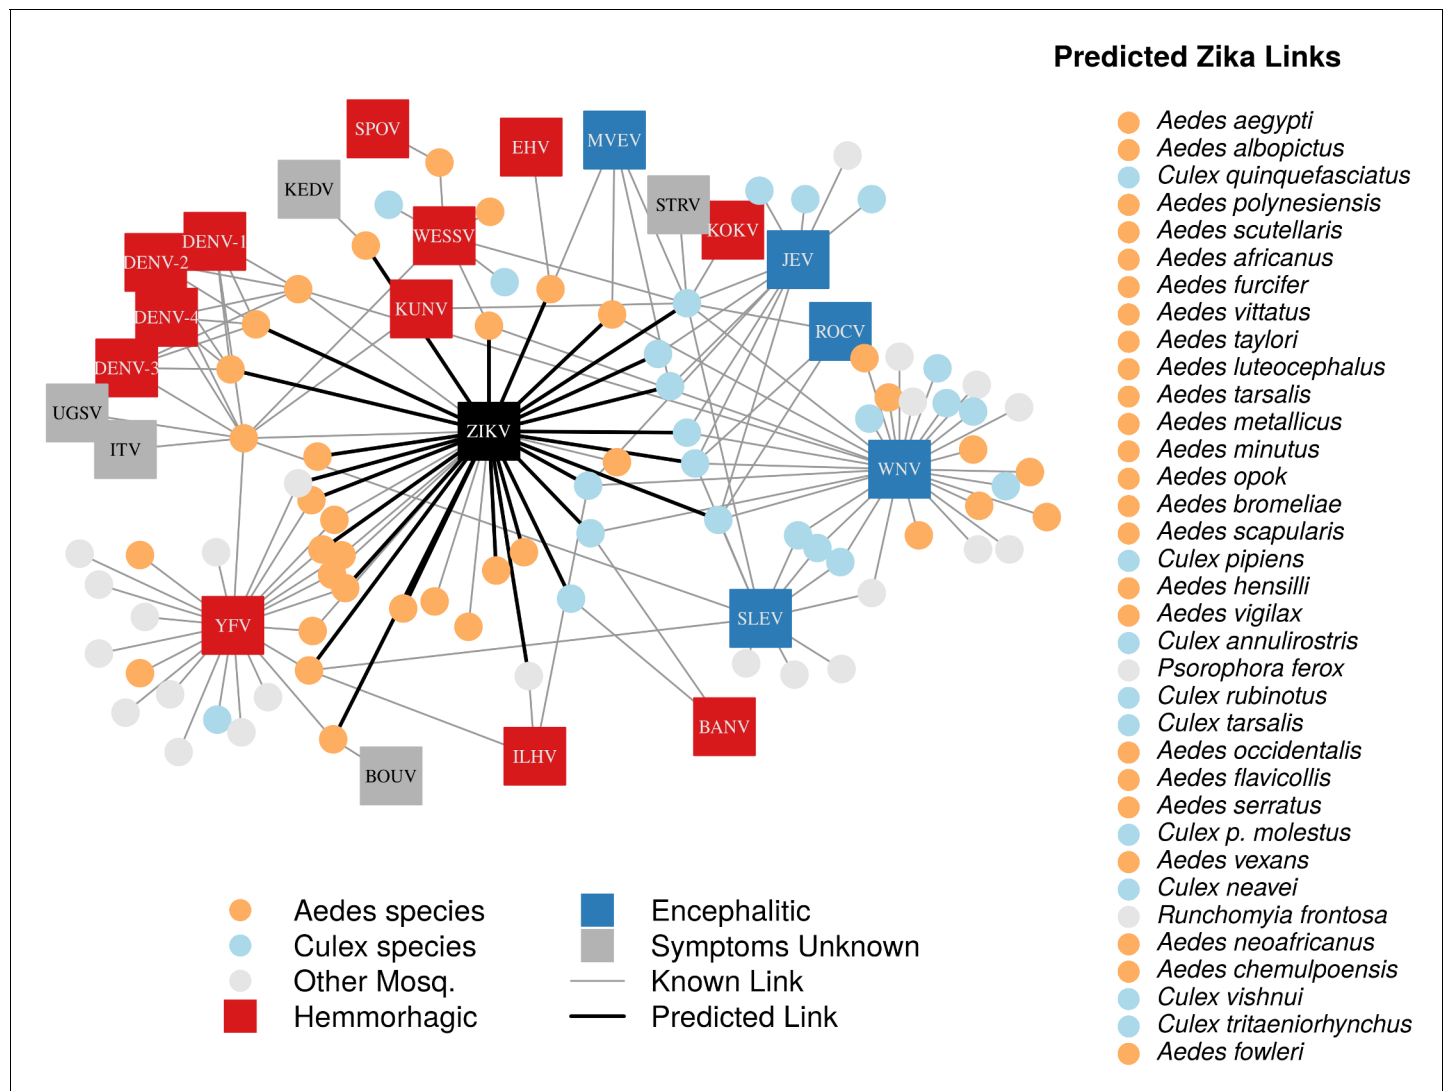 Predicted Zika Links
SPOV
EHV
MVEV
KEDV
STRV
KOKV
WESSV
DENV-1
DENV-2
JEV
KUNV
DENV-4
ROCV
DENV-3
UGSV
ITV
ZIKV
WNV
YFV
SLEV
BANV
ILHV
BOUV
Aedes aegypti
Aedes albopictus
Culex quinquefasciatus
Aedes polynesiensis
Aedes scutellaris
Aedes africanus
Aedes furcifer
Aedes vittatus
Aedes taylori
Aedes luteocephalus
Aedes tarsalis
Aedes metallicus
Aedes minutus
Aedes opok
Aedes bromeliae
Aedes scapularis
Culex pipiens
Aedes hensilli
Aedes vigilax
Culex annulirostris
Psorophora ferox
Culex rubinotus
Culex tarsalis
Aedes occidentalis
Aedes flavicollis
Aedes serratus
Culex p. molestus
Aedes vexans
Culex neavei
Runchomyia frontosa
Aedes neoafricanus
Aedes chemulpoensis
Culex vishnui
Culex tritaeniorhynchus
Aedes fowleri
Aedes species
Culex species
Other Mosq.
Hemmorhagic
Encephalitic
Symptoms Unknown
Known Link
Predicted Link